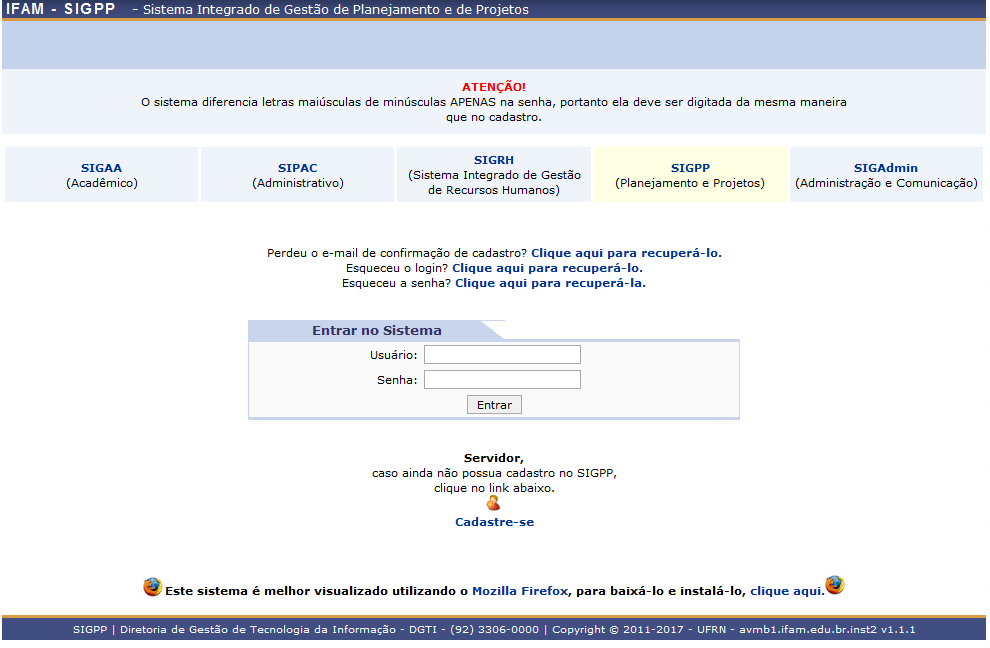 IFAM - SIGPP - Sistema Integrado de Gestão de Planejamento e de Projetos
ATENÇÃO!
O sistema diferencia letras maiúsculas de minúsculas APENAS na senha, portanto ela deve ser digitada da mesma maneira
que no cadastro.
SIGAA
(Acadêmico)
SIPAC
(Administrativo)
SIGRH
(Sistema Integrado de Gestão
de Recursos Humanos)
SIGPP
(Planejamento e Projetos)
SIGAdmin
(Administração e Comunicação)
Perdeu o e-mail de confirmação de cadastro? Clique aqui para recuperá-lo.
Esqueceu o login? Clique aqui para recuperá-lo.
Esqueceu a senha? Clique aqui para recuperá-la.
Entrar no Sistema
Usuário:
Senha:
Entrar
Servidor,
caso ainda não possua cadastro no SIGPP,
clique no link abaixo.
Cadastre-se
Este sistema é melhor visualizado utilizando o Mozilla Firefox, para baixá-lo e instalá-lo, clique aqui.
SIGPP | Diretoria de Gestão de Tecnologia da Informação - DGTI - (92) 3306-0000 | Copyright © 2011-2017 - UFRN - avmb1.ifam.edu.br.inst2 v1.1.1